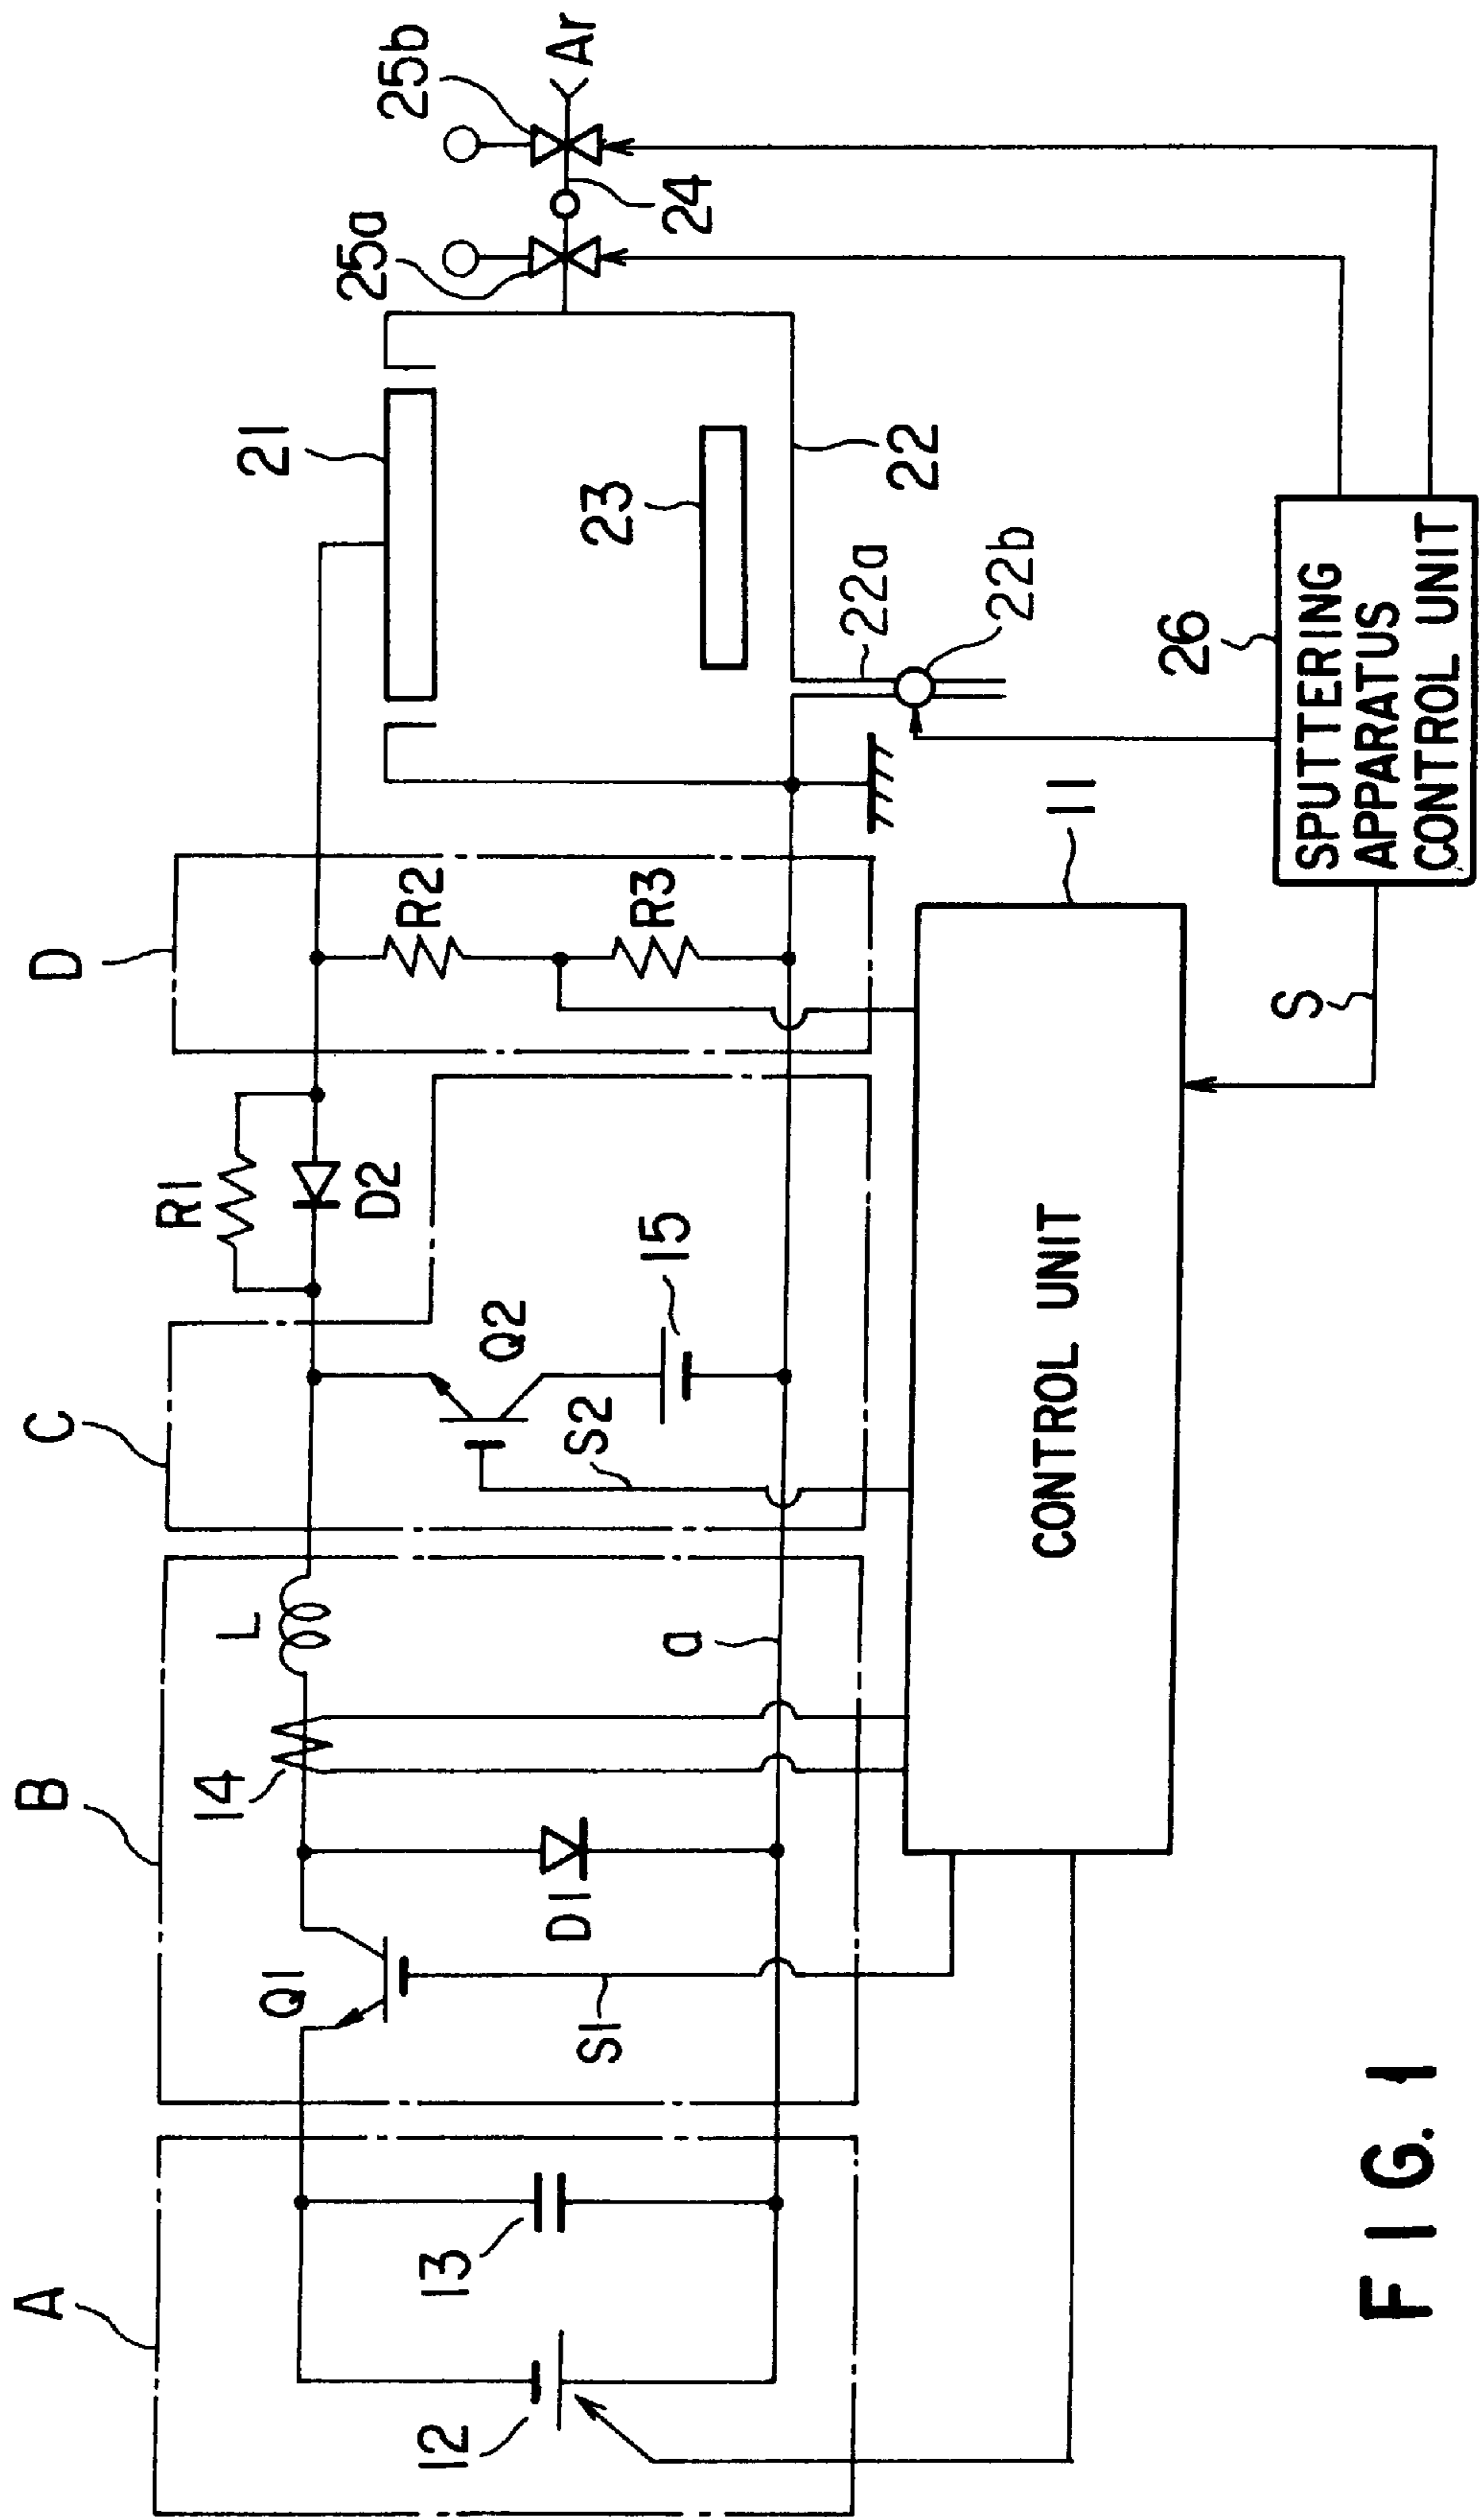 A
B
C
D
12
13
Q1
S1
D1
14
L
a
Q2
S2
15
R1
D2
R2
R3
21
23
22
22a
22b
25a
25b
24
Ar
CONTROL UNIT
11
S
26
SPUTTERING
APPARATUS
CONTROL UNIT
FIG. 1